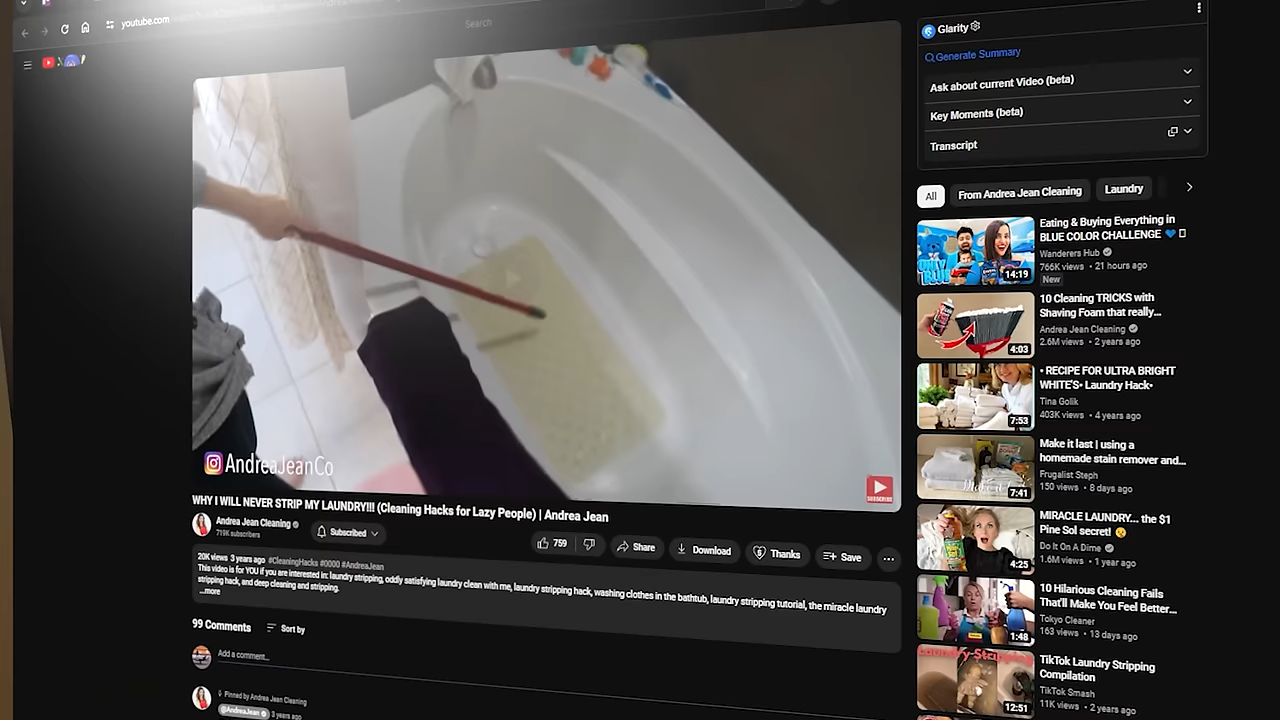 youtube.com
Search
Glarity
Generate Summary
Ask about current Video (beta)
Key Moments (beta)
Transcript
All
From Andrea Jean Cleaning
Laundry
ONLY BLUE
14:19
Eating & Buying Everything in
BLUE COLOR CHALLENGE
Wanderers Hub
766K views • 21 hours ago
New
4:03
10 Cleaning TRICKS with
Shaving Foam that really...
Andrea Jean Cleaning
2.6M views • 2 years ago
7:53
• RECIPE FOR ULTRA BRIGHT
WHITE'S• Laundry Hack•
Tina Golik
403K views • 4 years ago
7:41
Make it last | using a
homemade stain remover and...
Frugalist Steph
150 views • 8 days ago
4:25
MIRACLE LAUNDRY... the $1
Pine Sol secret! 😧
Do It On A Dime
1.6M views • 1 year ago
1:48
10 Hilarious Cleaning Fails
That'll Make You Feel Better...
Tokyo Cleaner
163 views • 13 days ago
Laundry Stripping
12:51
TikTok Laundry Stripping
Compilation
TikTok Smash
11K views • 2 years ago
AndreaJeanCo
SUBSCRIBE
WHY I WILL NEVER STRIP MY LAUNDRY!!! (Cleaning Hacks for Lazy People) | Andrea Jean
Andrea Jean Cleaning
719K subscribers
Subscribed
759
Share
Download
Thanks
Save
20K views 3 years ago #CleaningHacks #0000 #AndreaJean
This video is for YOU if you are interested in: laundry stripping, oddly satisfying laundry clean with me, laundry stripping hack, washing clothes in the bathtub, laundry stripping tutorial, the miracle laundry
stripping hack, and deep cleaning and stripping.
...more
99 Comments
Sort by
Add a comment...
Pinned by Andrea Jean Cleaning
@AndreaJean
3 years ago